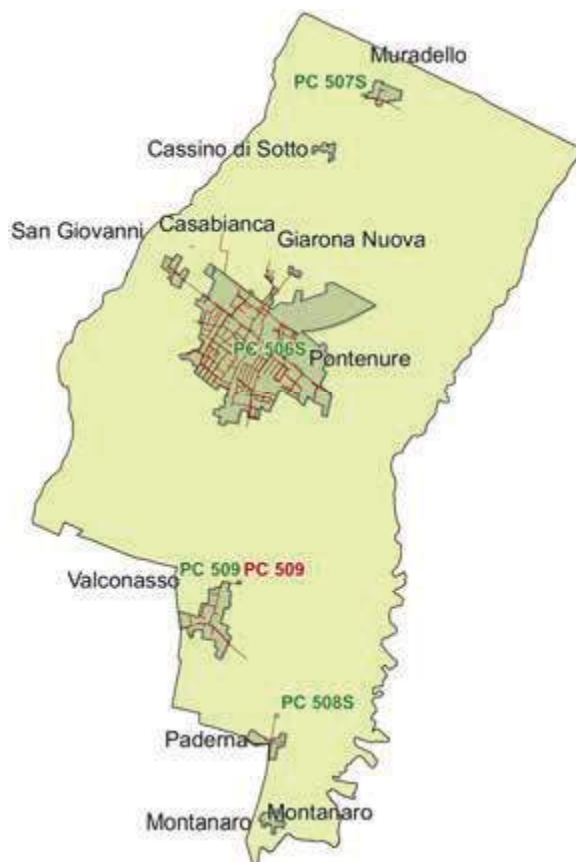 Muradello
PC 507S
Cassino di Sotto
San Giovanni
Casabianca
Giarona Nuova
PC 506S
Pontenure
Valconasso
PC 509
PC 509
PC 508S
Paderna
Montanaro
Montanaro